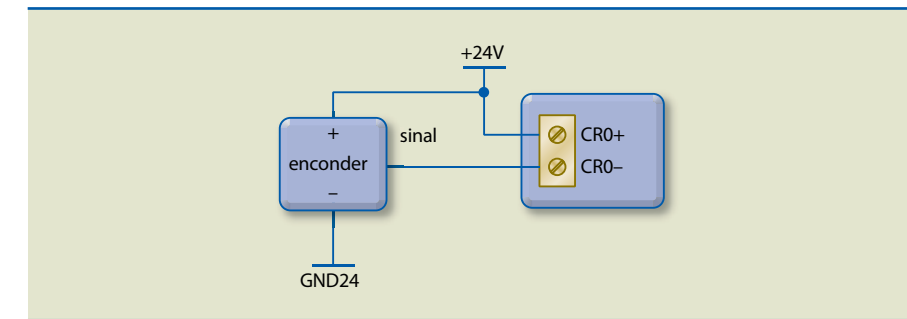 +24V
+
sinal
CR0+
enconder
CR0–
–
GND24